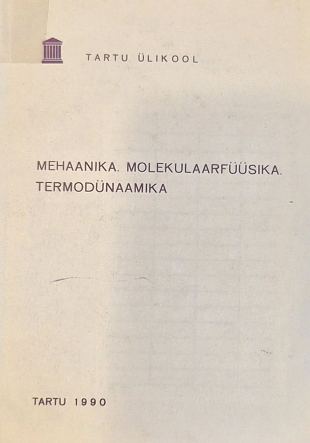 TARTU ÜLIKOOL
MEHAANIKA. MOLEKULAARFÜÜSIKA.
TERMODÜNAAMIKA
TARTU 1990